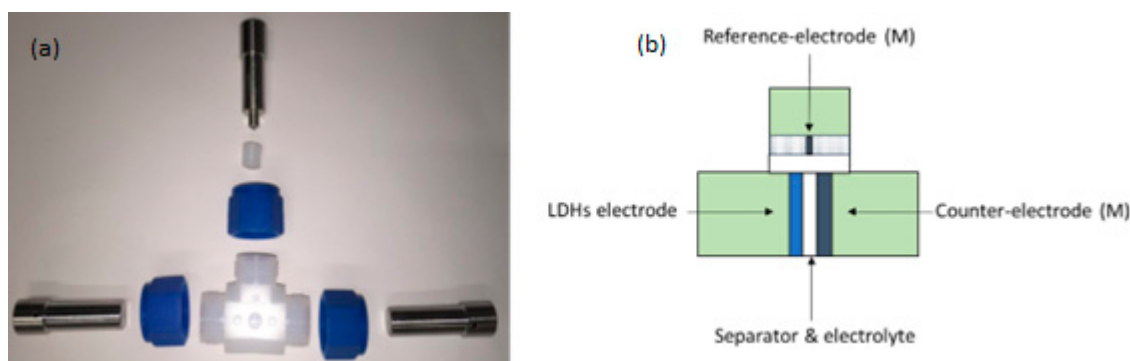 (a)
(b)
Reference-electrode (M)
LDHs electrode
Counter-electrode (M)
Separator & electrolyte